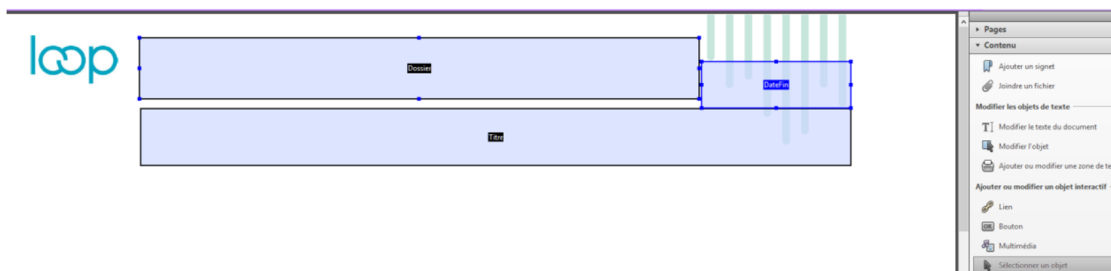 loop
Dossier
DateFin
Titre
Pages
Contenu
Ajouter un signet
Joindre un fichier
Modifier les objets de texte
Modifier le texte du document
Modifier l'objet
Ajouter ou modifier une zone de te
Ajouter ou modifier un objet interactif
Lien
OK Bouton
Multimédia
Sélectionner un objet